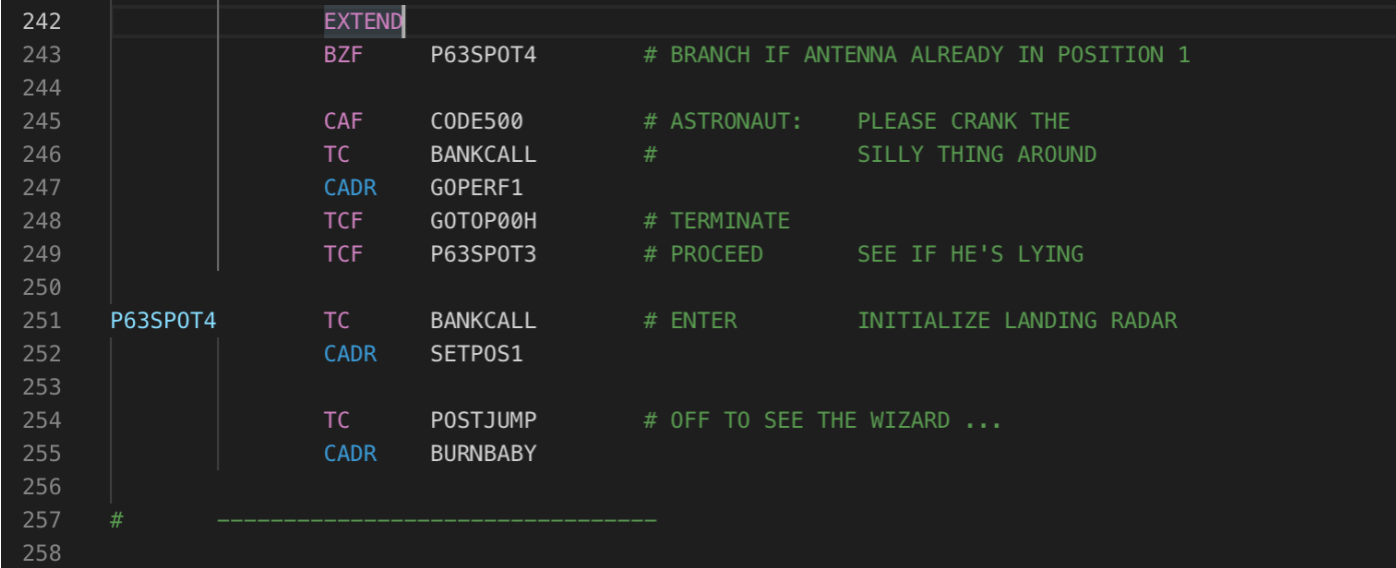 242 EXTEND
243 BZF P63SPOT4 # BRANCH IF ANTENNA ALREADY IN POSITION 1
244
245 CAF CODE500 # ASTRONAUT: PLEASE CRANK THE
246 TC BANKCALL # SILLY THING AROUND
247 CADR GOPERF1
248 TCF GOTOP00H # TERMINATE
249 TCF P63SPOT3 # PROCEED SEE IF HE'S LYING
250
251 P63SPOT4 TC BANKCALL # ENTER INITIALIZE LANDING RADAR
252 CADR SETPOS1
253
254 TC POSTJUMP # OFF TO SEE THE WIZARD ...
255 CADR BURNBABY
256
257 # ---------------------------------
258